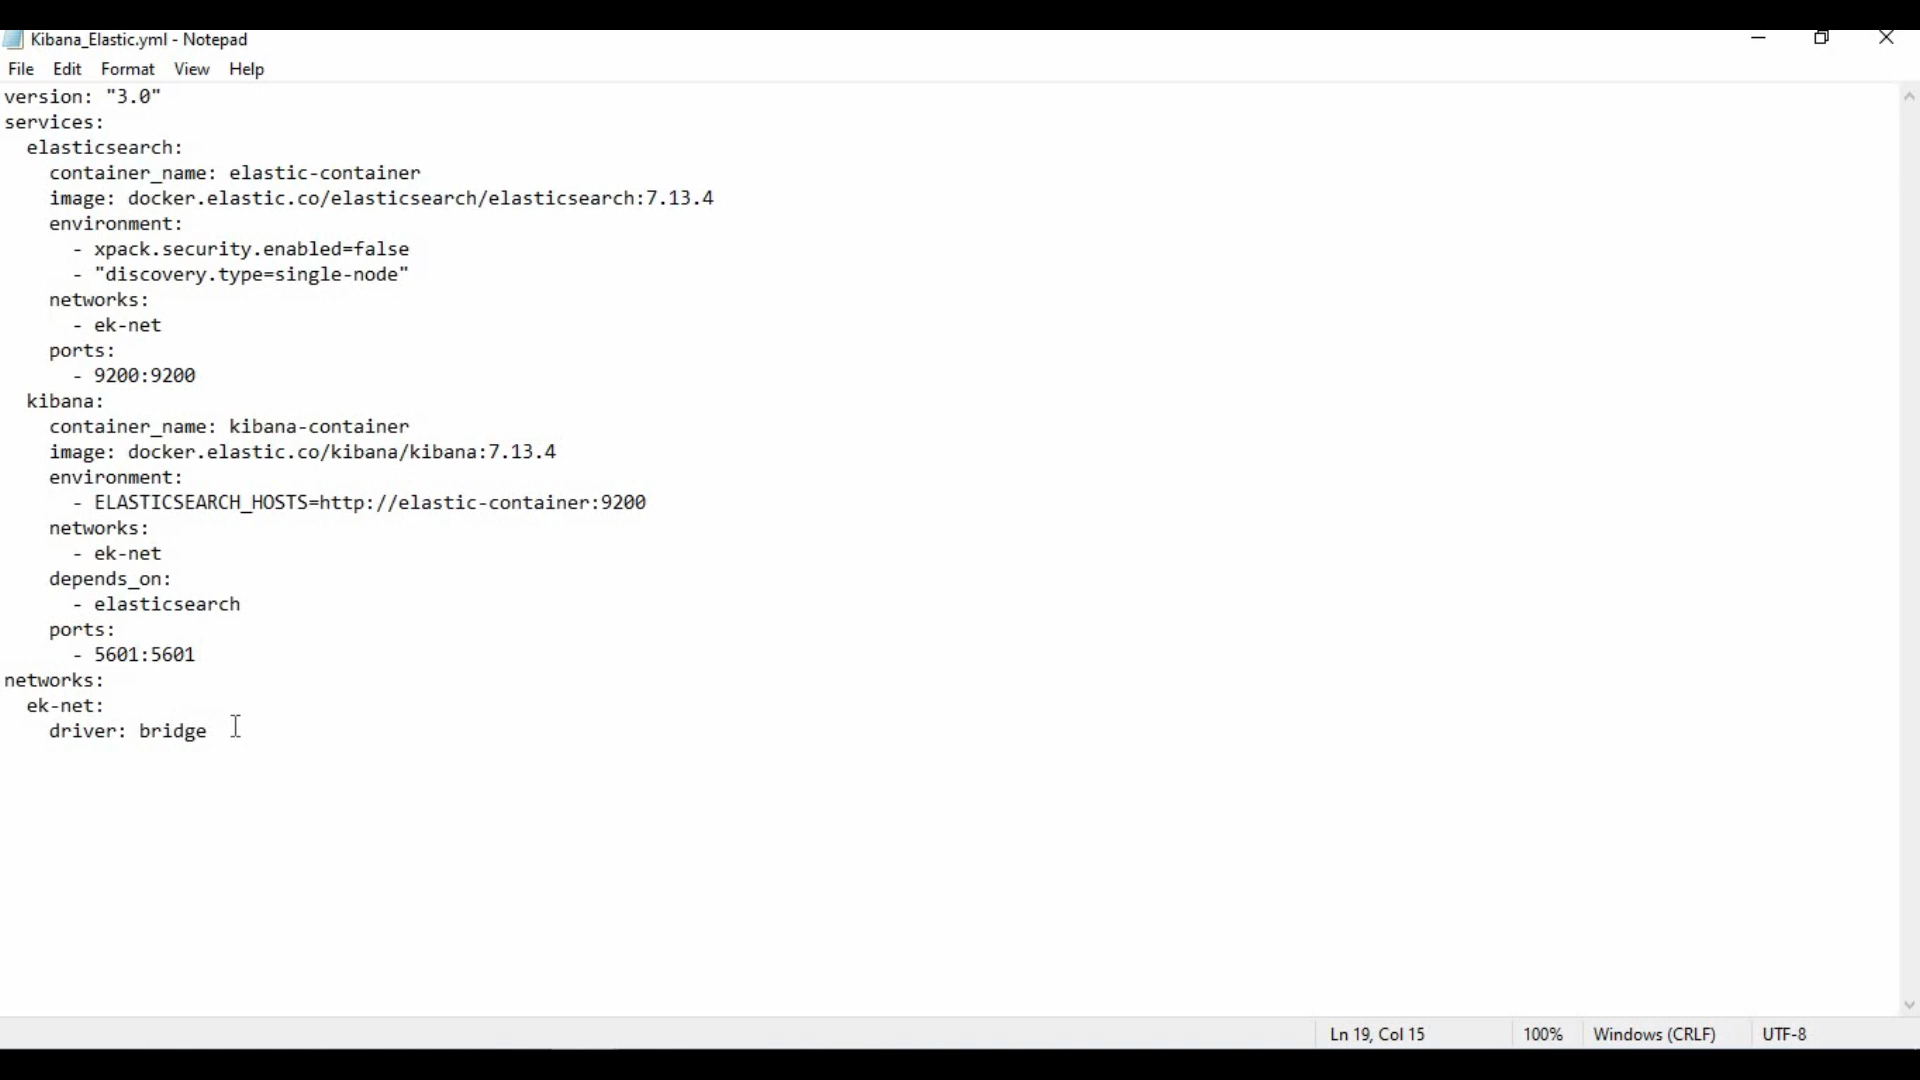 Kibana_Elastic.yml - Notepad
File Edit Format View Help
version: "3.0"
services:
  elasticsearch:
    container_name: elastic-container
    image: docker.elastic.co/elasticsearch/elasticsearch:7.13.4
    environment:
      - xpack.security.enabled=false
      - "discovery.type=single-node"
    networks:
      - ek-net
    ports:
      - 9200:9200
  kibana:
    container_name: kibana-container
    image: docker.elastic.co/kibana/kibana:7.13.4
    environment:
      - ELASTICSEARCH_HOSTS=http://elastic-container:9200
    networks:
      - ek-net
    depends_on:
      - elasticsearch
    ports:
      - 5601:5601
networks:
  ek-net:
    driver: bridge
Ln 19, Col 15 100% Windows (CRLF) UTF-8